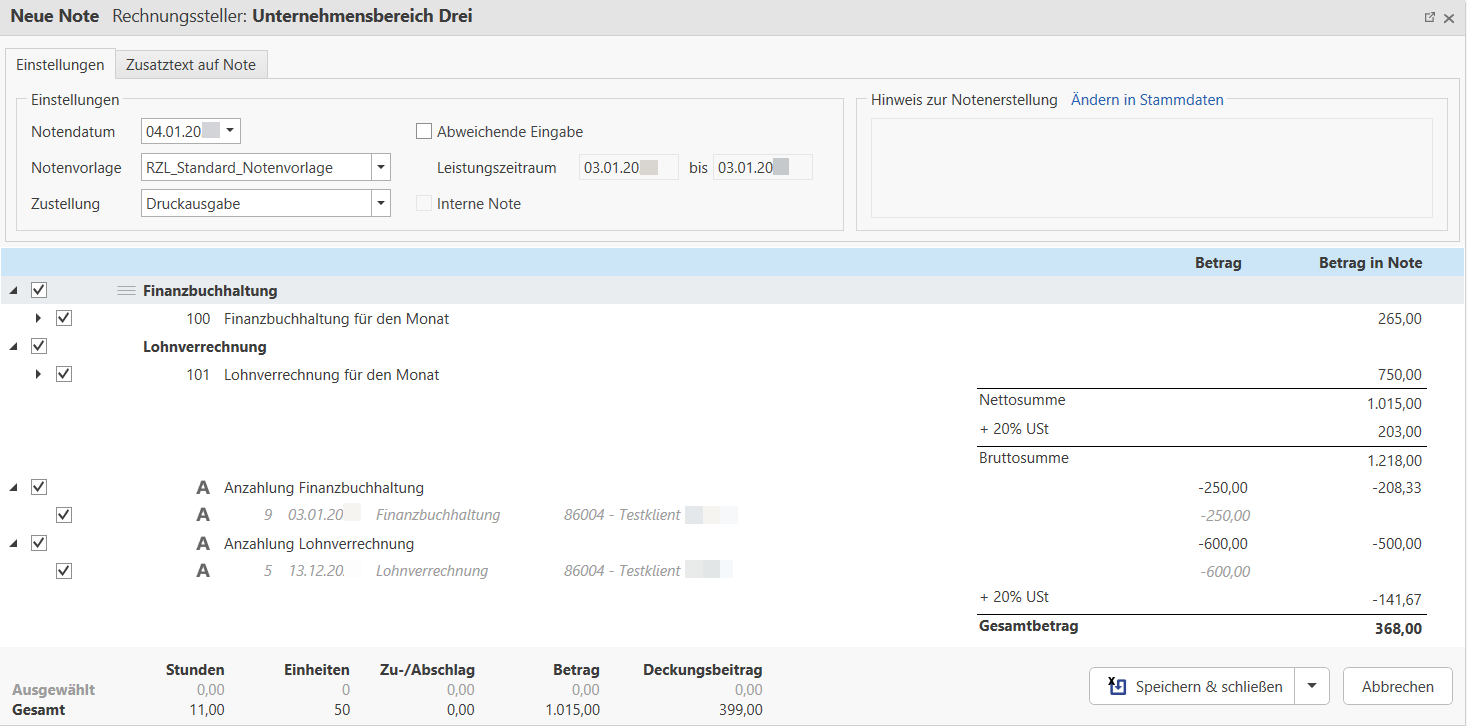 Neue Note Rechnungssteller: Unternehmensbereich Drei
Einstellungen Zusatztext auf Note
Einstellungen
Hinweis zur Notenerstellung Ändern in Stammdaten
Notendatum 04.01.20 Abweichende Eingabe
Notenvorlage RZL_Standard_Notenvorlage Leistungszeitraum 03.01.20 bis 03.01.20
Zustellung Druckausgabe Interne Note
Betrag Betrag in Note
Finanzbuchhaltung
100 Finanzbuchhaltung für den Monat 265,00
Lohnverrechnung
101 Lohnverrechnung für den Monat 750,00
Nettosumme 1.015,00
+ 20% USt 203,00
Bruttosumme 1.218,00
A Anzahlung Finanzbuchhaltung -250,00 -208,33
A 9 03.01.20 Finanzbuchhaltung 86004 - Testklient -250,00
A Anzahlung Lohnverrechnung -600,00 -500,00
A 5 13.12.20. Lohnverrechnung 86004 - Testklient -600,00
+ 20% USt -141,67
Gesamtbetrag 368,00
Stunden Einheiten Zu-/Abschlag Betrag Deckungsbeitrag
Ausgewählt 0,00 0 0,00 0,00 0,00
Gesamt 11,00 50 0,00 1.015,00 399,00
Speichern & schließen Abbrechen